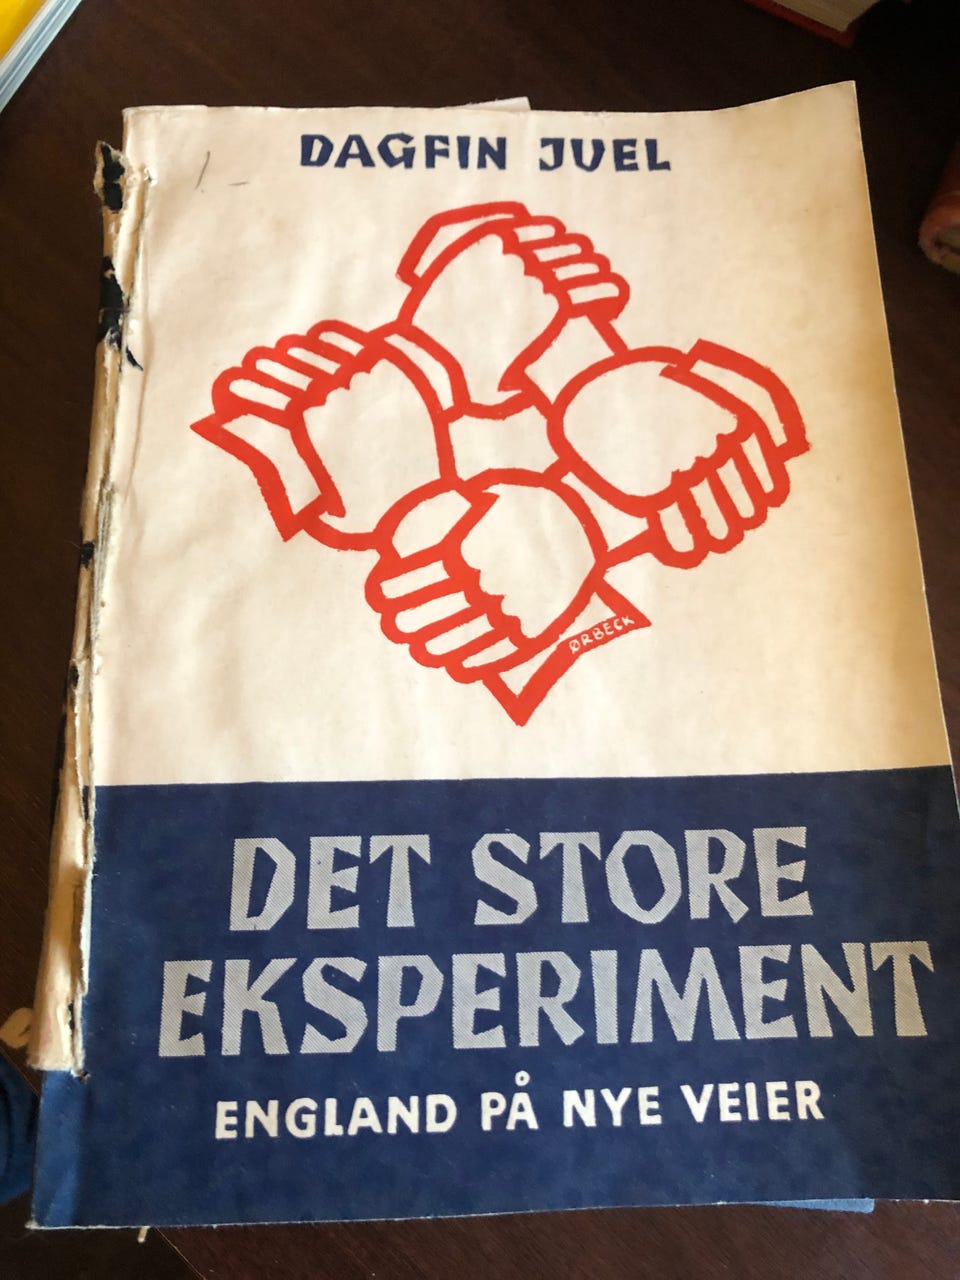 DAGFIN JUEL
ØRBECK
DET STORE
EKSPERIMENT
ENGLAND PÅ NYE VEIER